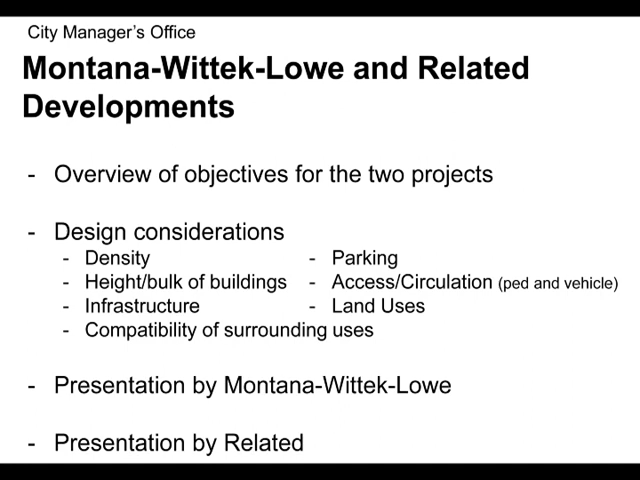 City Manager's Office
Montana-Wittek-Lowe and Related
Developments
- Overview of objectives for the two projects
- Design considerations
- Density
- Parking
- Height/bulk of buildings
- Access/Circulation (ped and vehicle)
- Infrastructure
- Land Uses
- Compatibility of surrounding uses
- Presentation by Montana-Wittek-Lowe
- Presentation by Related